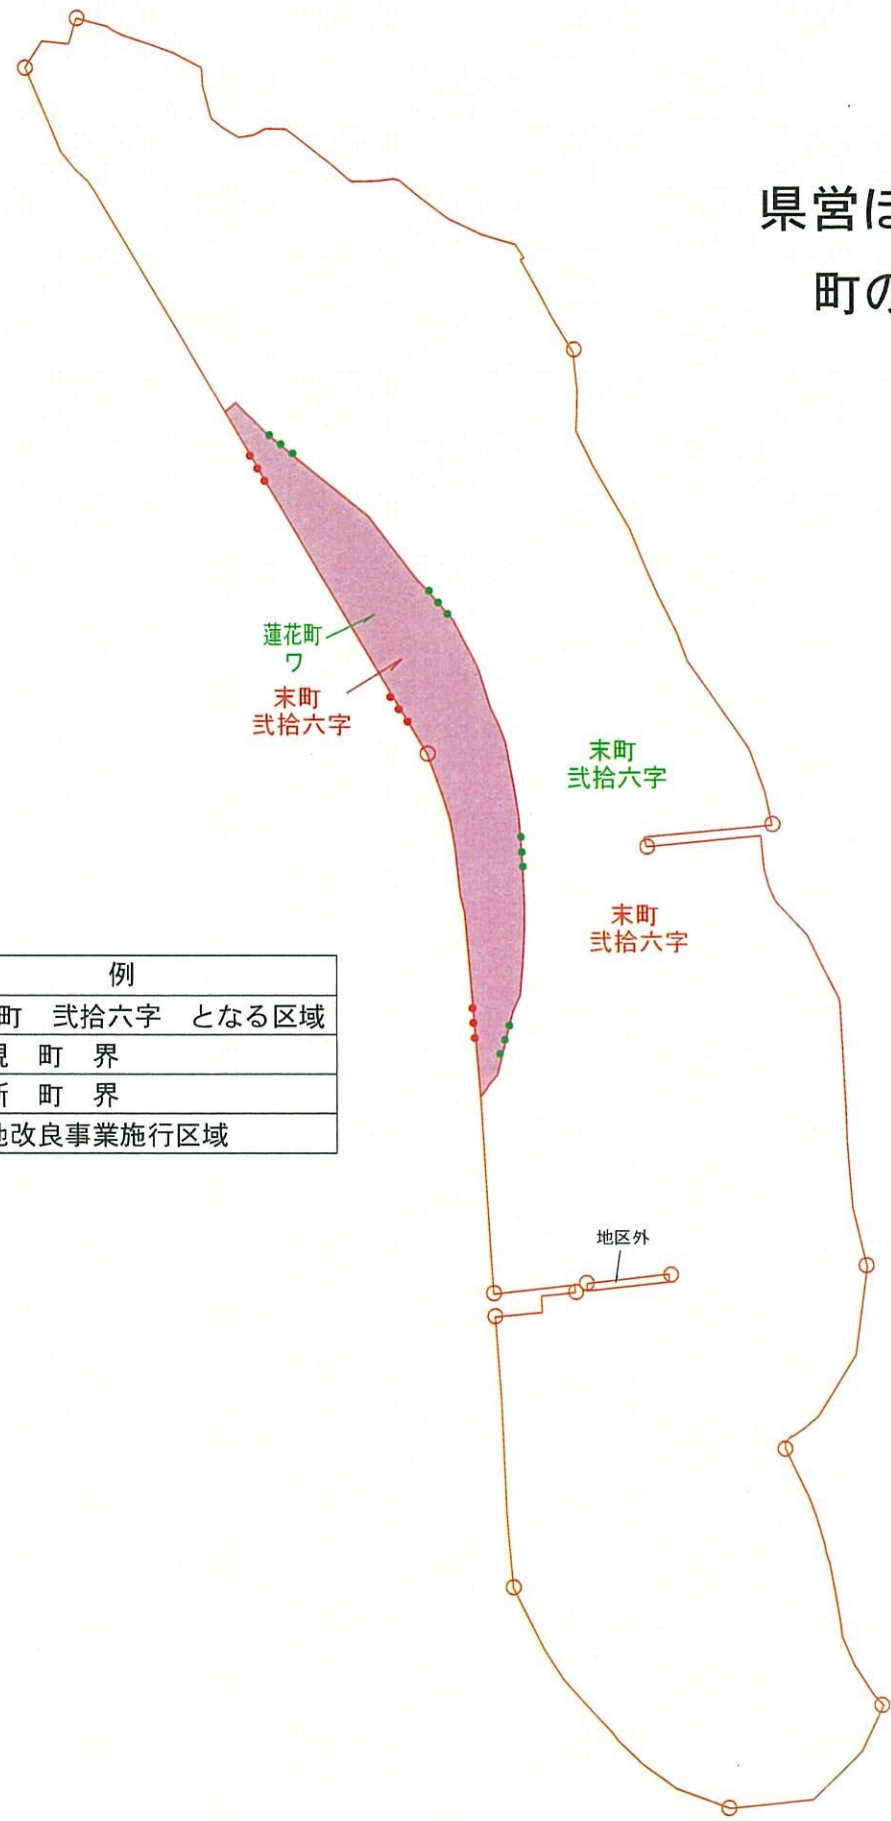 県営ほ
町の
蓮花町
ワ
末町
弐拾六字
末町
弐拾六字
末町
弐拾六字
例
町 弐拾六字 となる区域
現 町 界
新 町 界
地改良事業施行区域
地区外